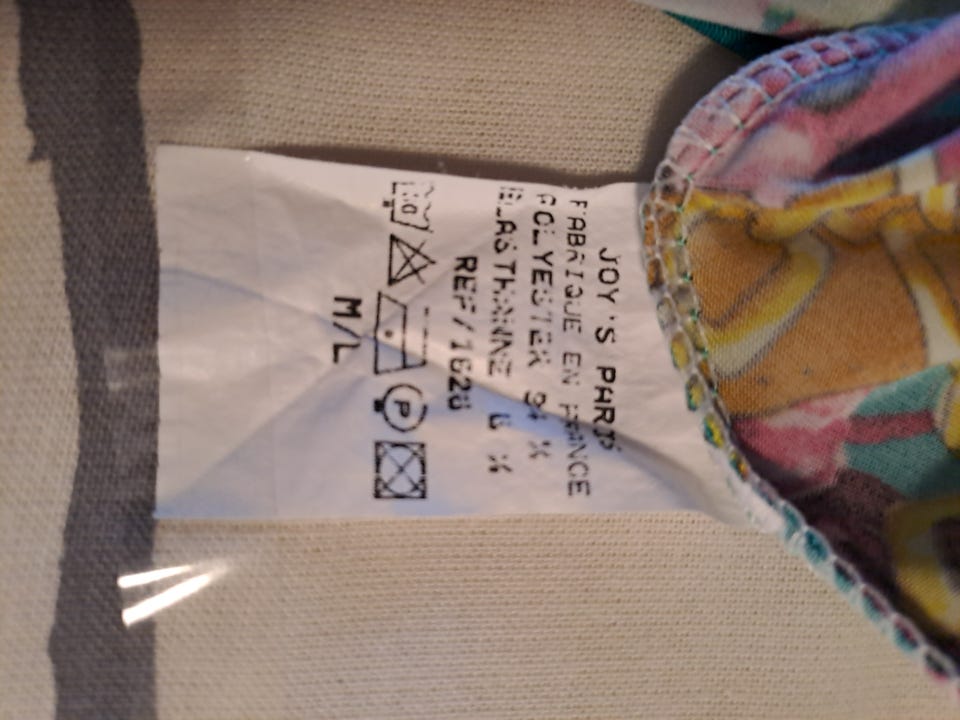 JOY'S PARIS
FABRIQUE EN FRANCE
POLYESTER 94 %
ELASTHANNE 6 %
REF/1628
P
M/L